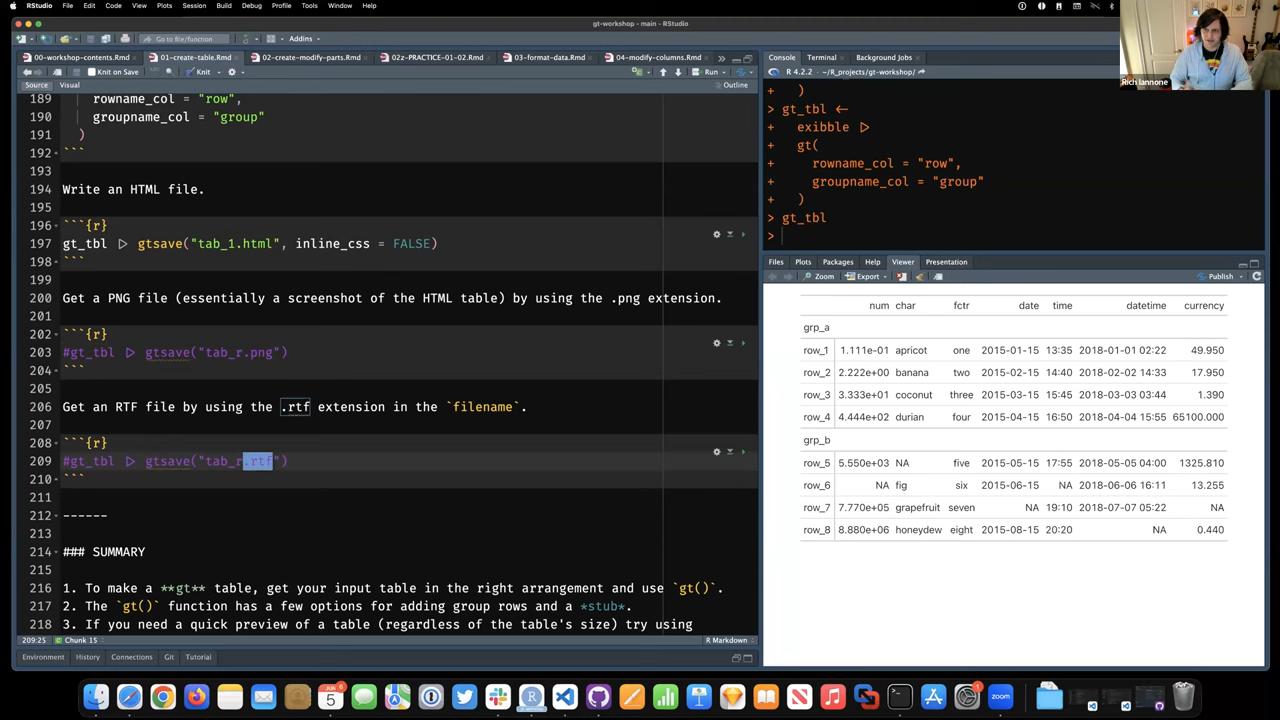 RStudio File Edit Code View Plots Session Build Debug Profile Tools Window Help
gt-workshop - main - RStudio
Go to file/function Addins
00-workshop-contents.Rmd 01-create-table.Rmd 02-create-modify-parts.Rmd 02z-PRACTICE-01-02.Rmd 03-format-data.Rmd 04-modify-columns.Rmd
Knit on Save Knit Run
Source Visual Outline
189 rowname_col = "row",
190 groupname_col = "group"
191 )
192 ```
193
194 Write an HTML file.
195
196 ```{r}
197 gt_tbl |> gtsave("tab_1.html", inline_css = FALSE)
198 ```
199
200 Get a PNG file (essentially a screenshot of the HTML table) by using the .png extension.
201
202 ```{r}
203 #gt_tbl |> gtsave("tab_r.png")
204 ```
205
206 Get an RTF file by using the .rtf extension in the `filename`.
207
208 ```{r}
209 #gt_tbl |> gtsave("tab_r.rtf")
210 ```
211
212 ------
213
214 ### SUMMARY
215
216 1. To make a **gt** table, get your input table in the right arrangement and use `gt()`.
217 2. The `gt()` function has a few options for adding group rows and a *stub*.
218 3. If you need a quick preview of a table (regardless of the table's size) try using
209:25 Chunk 15 R Markdown
Environment History Connections Git Tutorial
Console Terminal Background Jobs
R 4.2.2 · ~/R_projects/gt-workshop/
+ )
> gt_tbl <-
+ exibble |>
+ gt(
+ rowname_col = "row",
+ groupname_col = "group"
+ )
> gt_tbl
>
Files Plots Packages Help Viewer Presentation
Zoom Export Publish
num char fctr date time datetime currency
grp_a
row_1 1.111e-01 apricot one 2015-01-15 13:35 2018-01-01 02:22 49.950
row_2 2.222e+00 banana two 2015-02-15 14:40 2018-02-02 14:33 17.950
row_3 3.333e+01 coconut three 2015-03-15 15:45 2018-03-03 03:44 1.390
row_4 4.444e+02 durian four 2015-04-15 16:50 2018-04-04 15:55 65100.000
grp_b
row_5 5.550e+03 NA five 2015-05-15 17:55 2018-05-05 04:00 1325.810
row_6 NA fig six 2015-06-15 NA 2018-06-06 16:11 13.255
row_7 7.770e+05 grapefruit seven NA 19:10 2018-07-07 05:22 NA
row_8 8.880e+06 honeydew eight 2015-08-15 20:20 NA 0.440
Rich Iannone
JUN
5
zoom